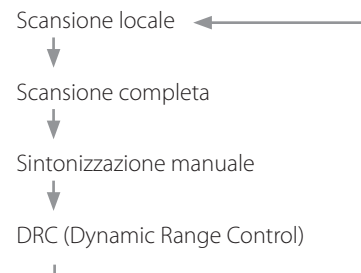 Scansione locale
Scansione completa
Sintonizzazione manuale
DRC (Dynamic Range Control)